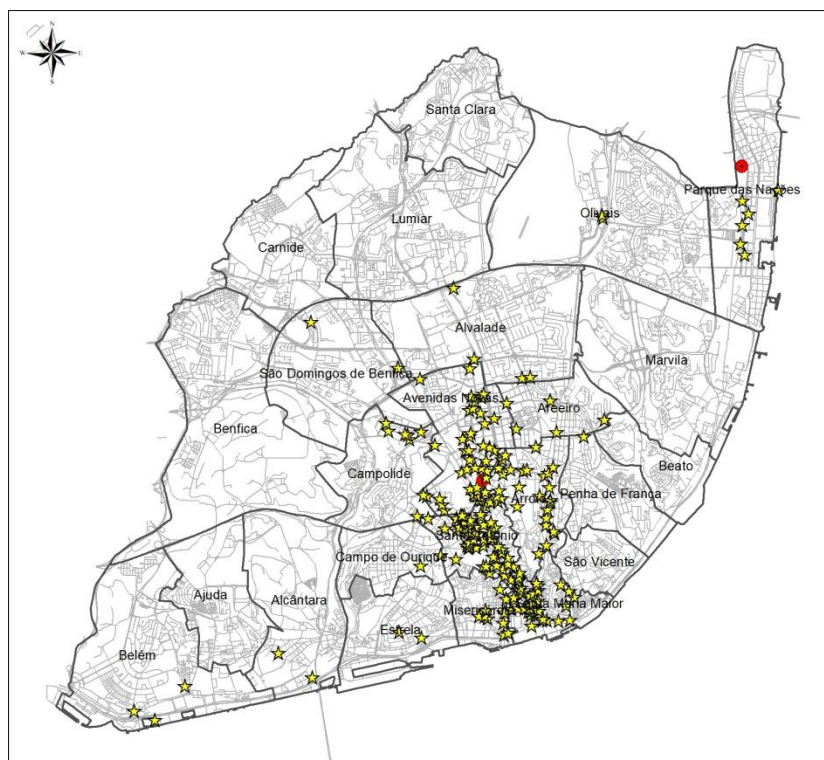 N
W E
S
Santa Clara
Parque das Nações
Lumiar
Olivais
Carnide
Alvalade
Marvila
São Domingos de Benfica
Avenidas Novas
Areeiro
Benfica
Beato
Campolide
Penha de França
Arroios
Santo António
Campo de Ourique
São Vicente
Ajuda
Alcântara
Misericórdia
Santa Maria Maior
Estrela
Belém